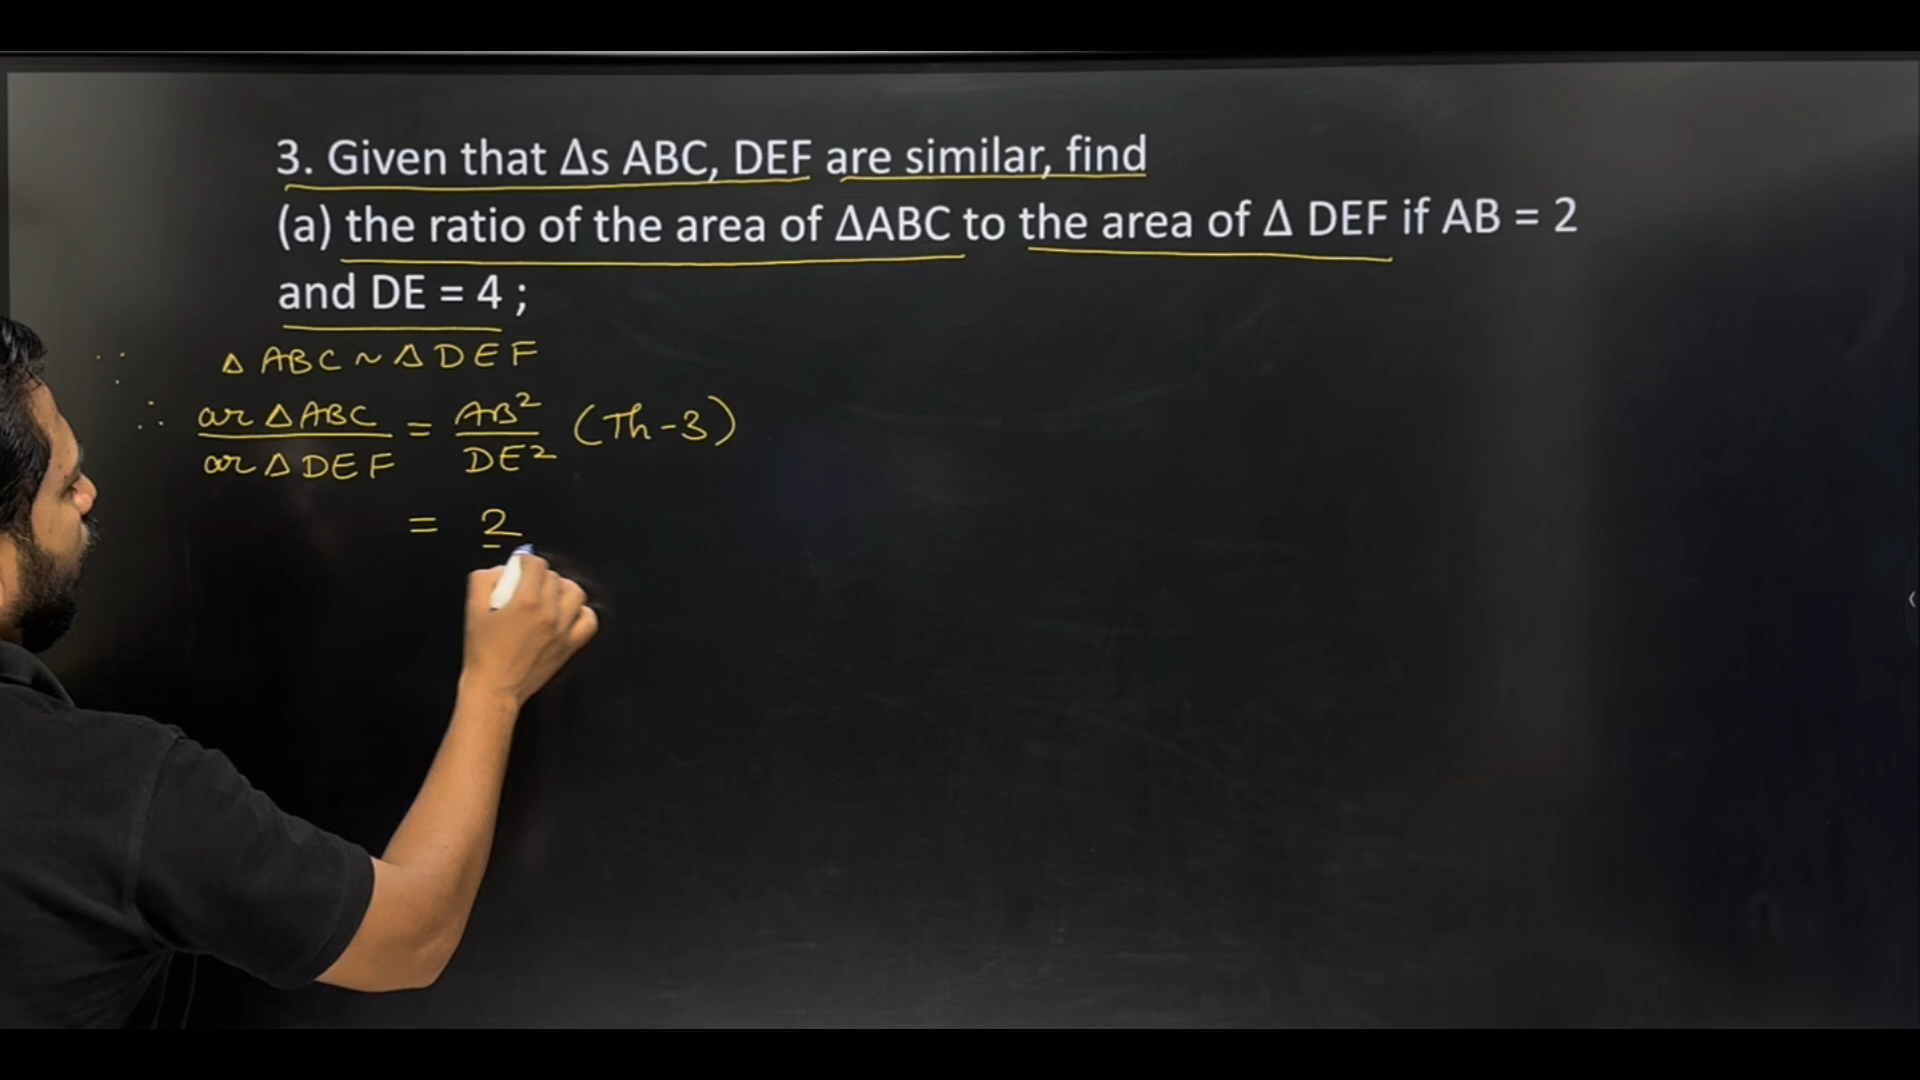 3. Given that Δs ABC, DEF are similar, find
(a) the ratio of the area of ΔABC to the area of Δ DEF if AB = 2
and DE = 4 ;
∵ Δ ABC ~ Δ DEF
∴ ar Δ ABC / ar Δ DEF = AB² / DE² (Th-3)
= 2